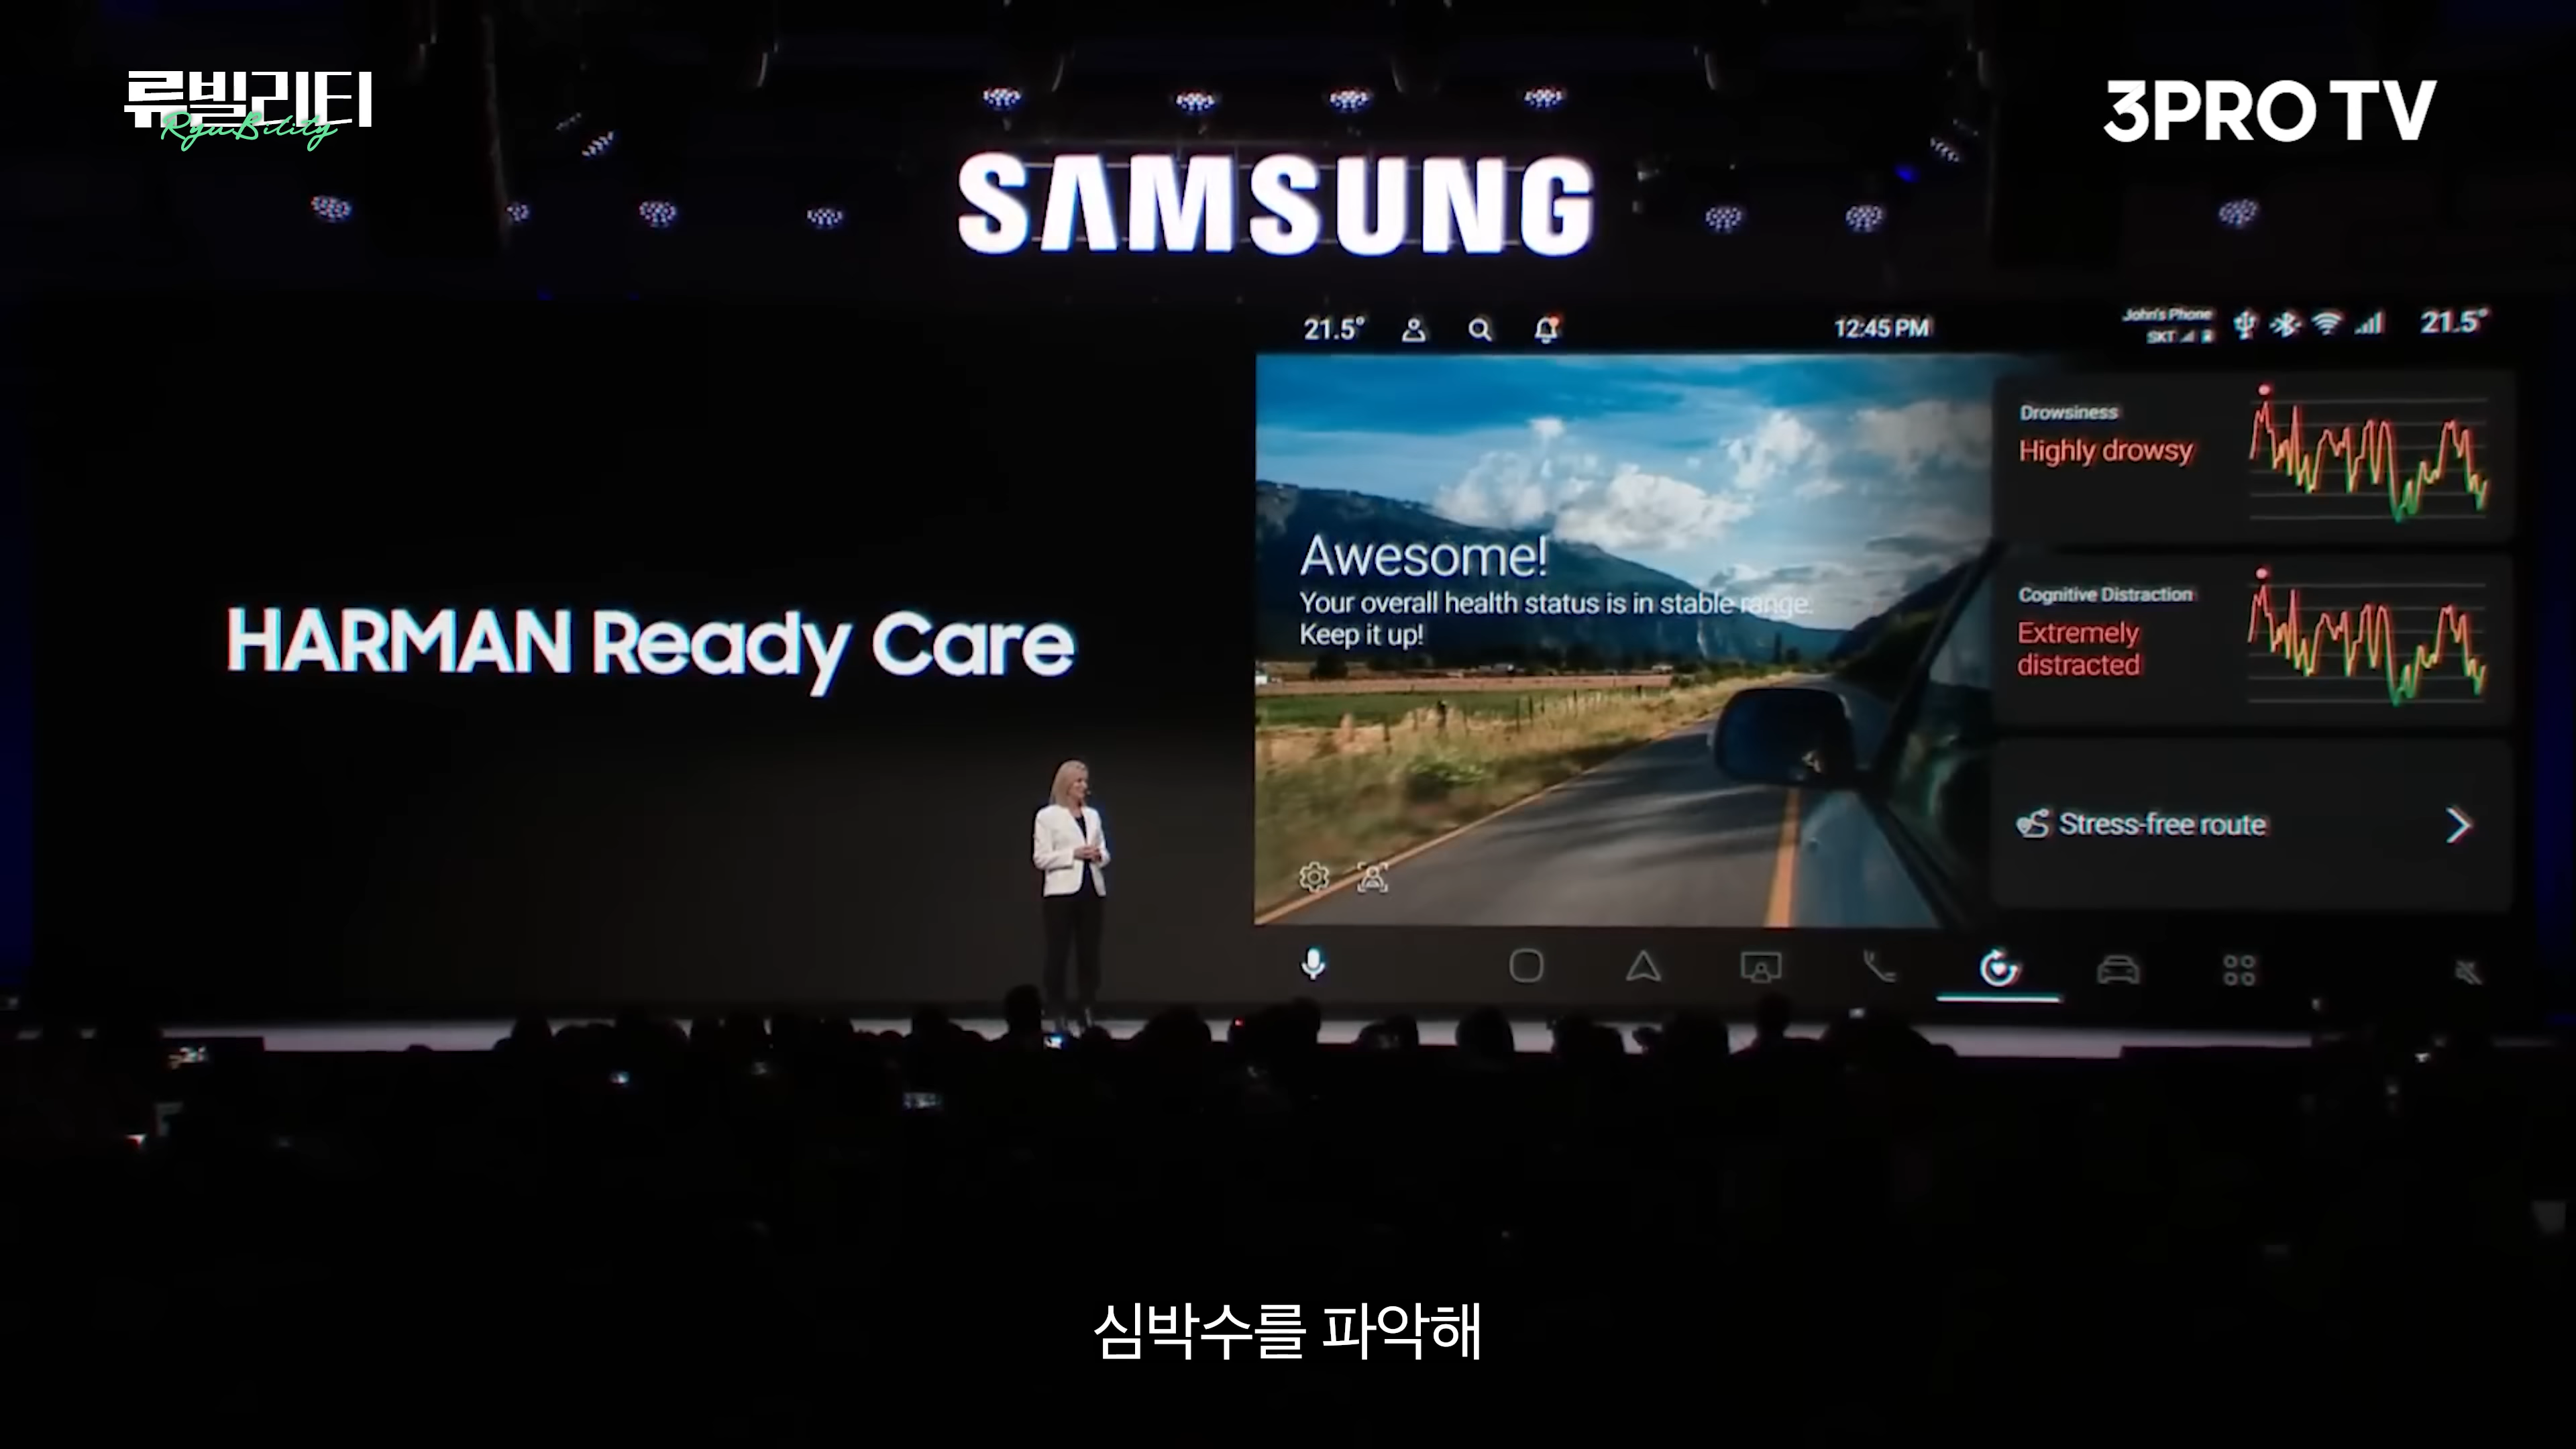 류빌리티
RyuBility
3PRO TV
SAMSUNG
21.5°
12:45 PM
John's Phone
SKT
21.5°
Drowsiness
Highly drowsy
Awesome!
Your overall health status is in stable range.
Keep it up!
Cognitive Distraction
Extremely
distracted
HARMAN Ready Care
Stress-free route
심박수를 파악해